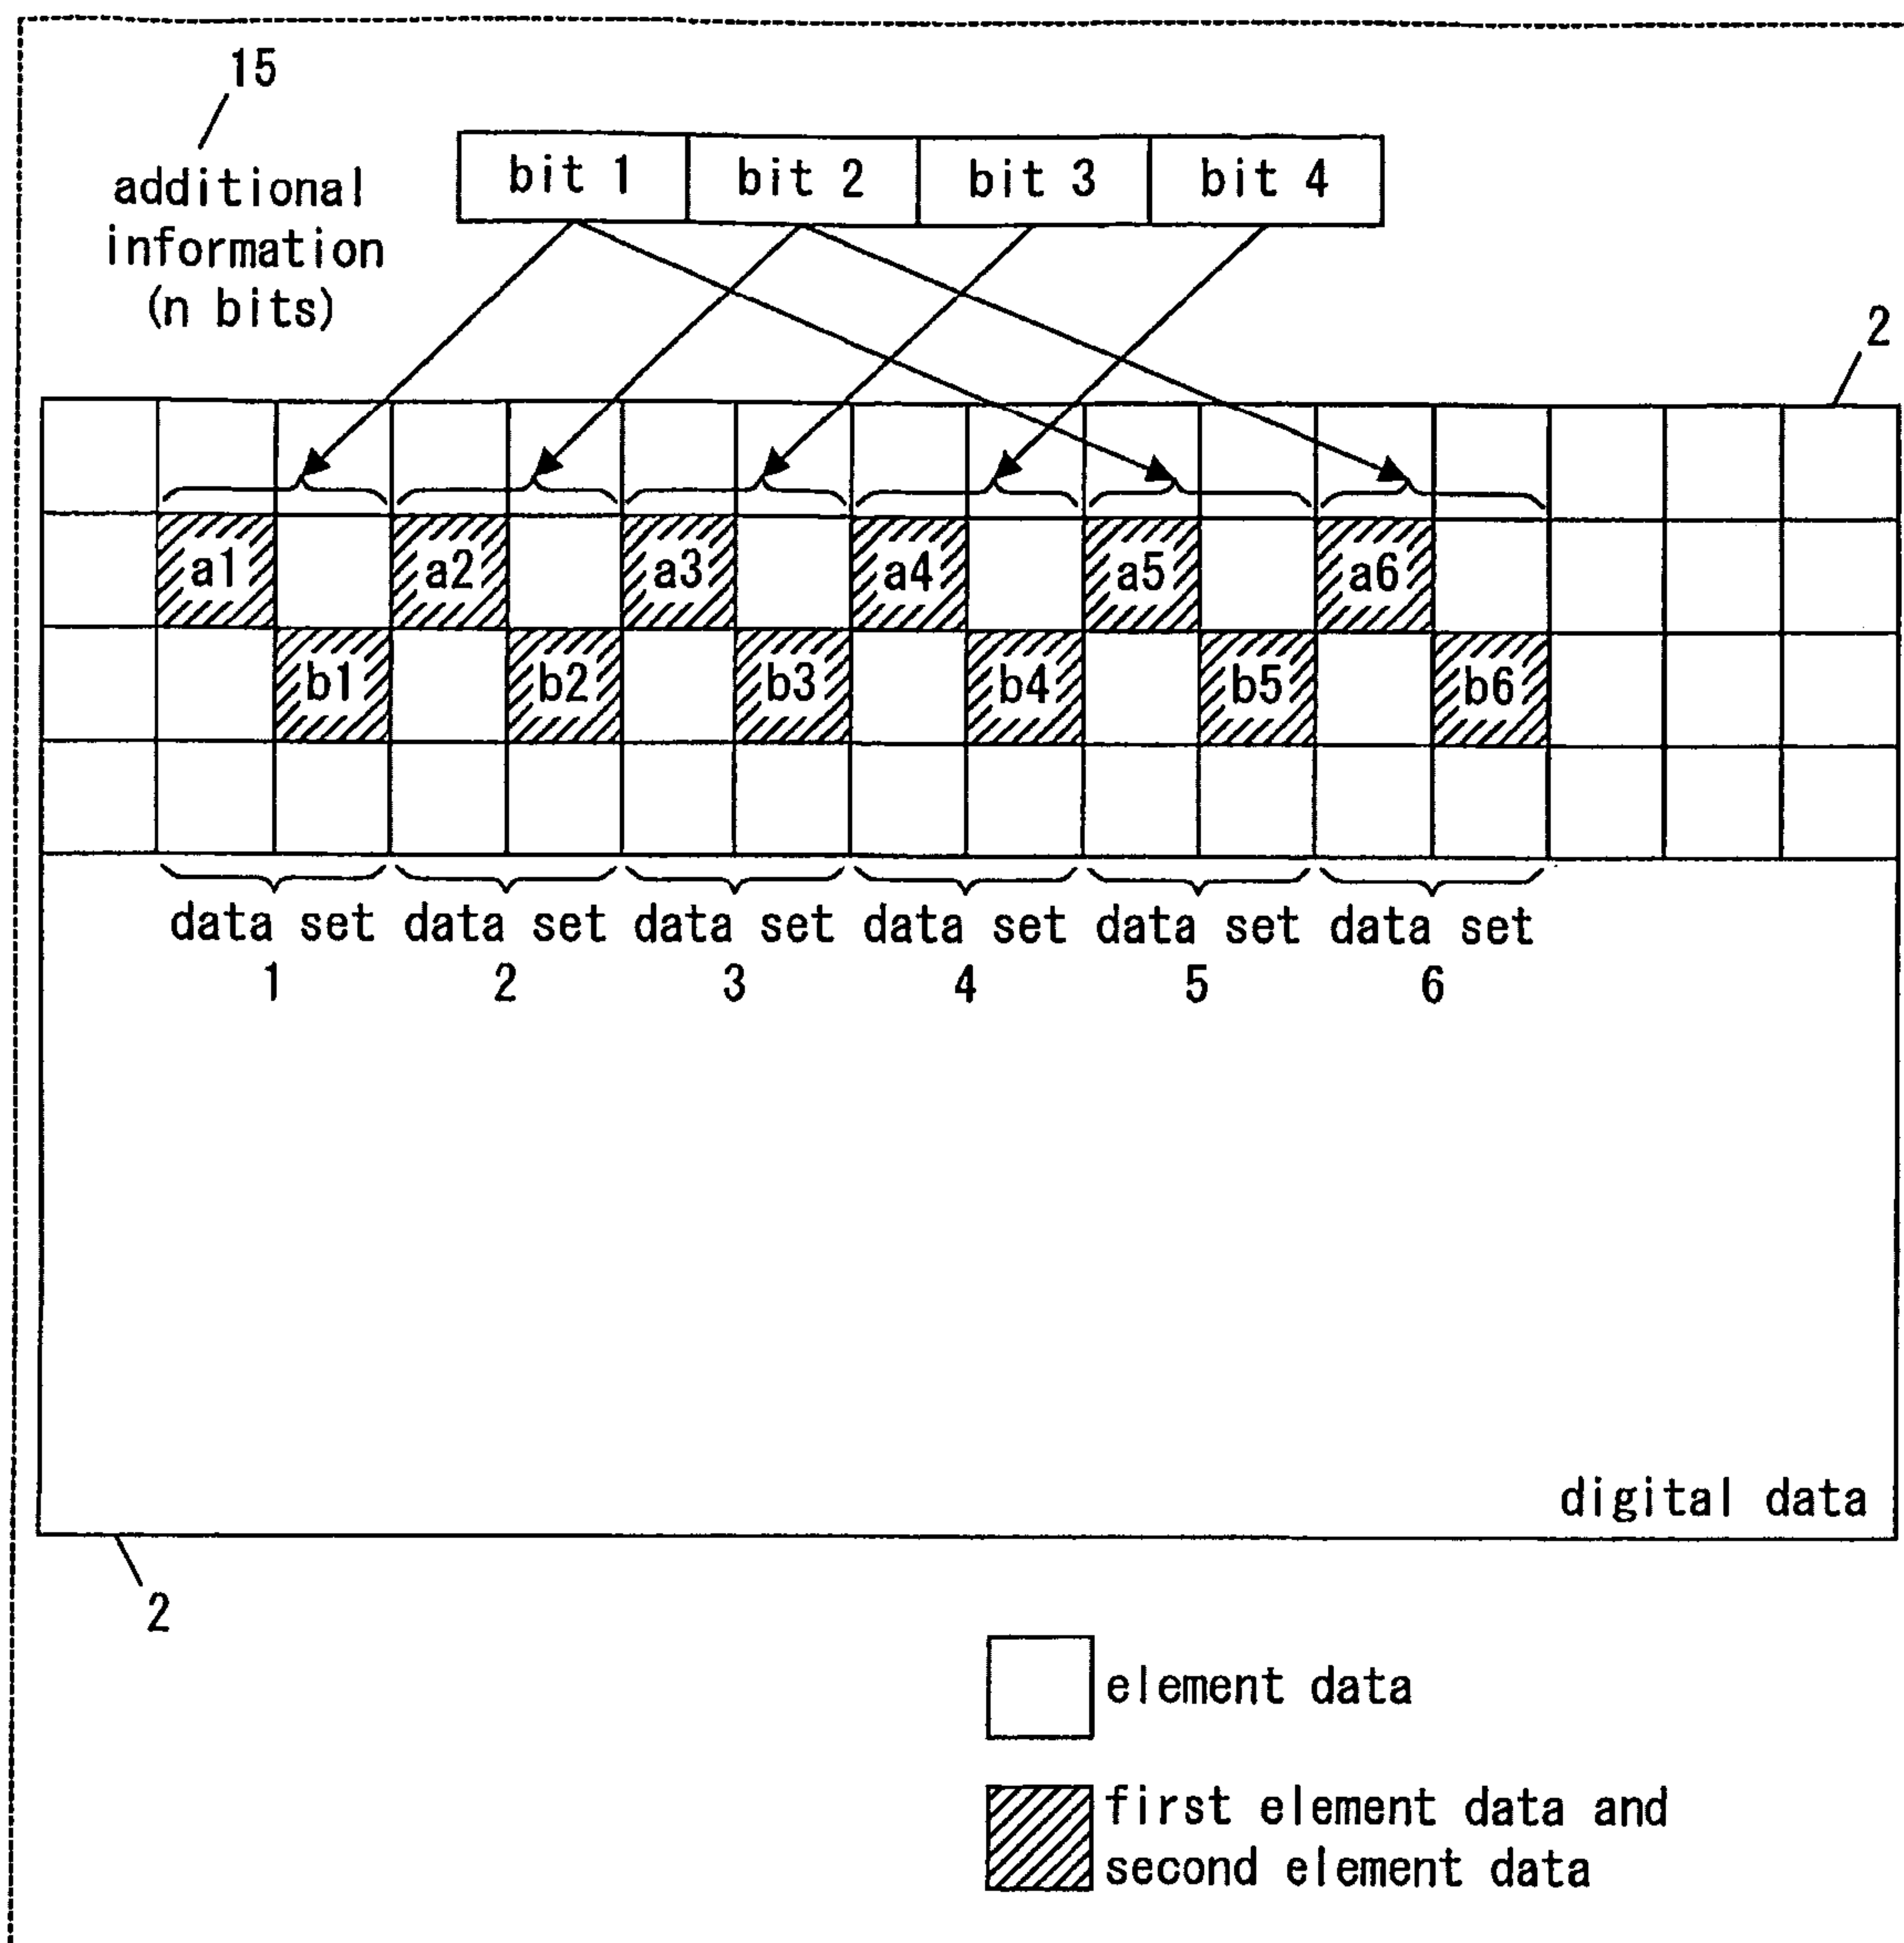 15
additional
information
(n bits)
bit 1 bit 2 bit 3 bit 4
2
a1 a2 a3 a4 a5 a6
b1 b2 b3 b4 b5 b6
data set data set data set data set data set data set
1 2 3 4 5 6
digital data
2
element data
first element data and
second element data